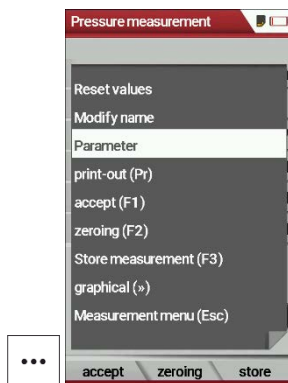 Pressure measurement
Reset values
Modify name
Parameter
print-out (Pr)
accept (F1)
zeroing (F2)
Store measurement (F3)
graphical (»)
Measurement menu (Esc)
•••
accept zeroing store